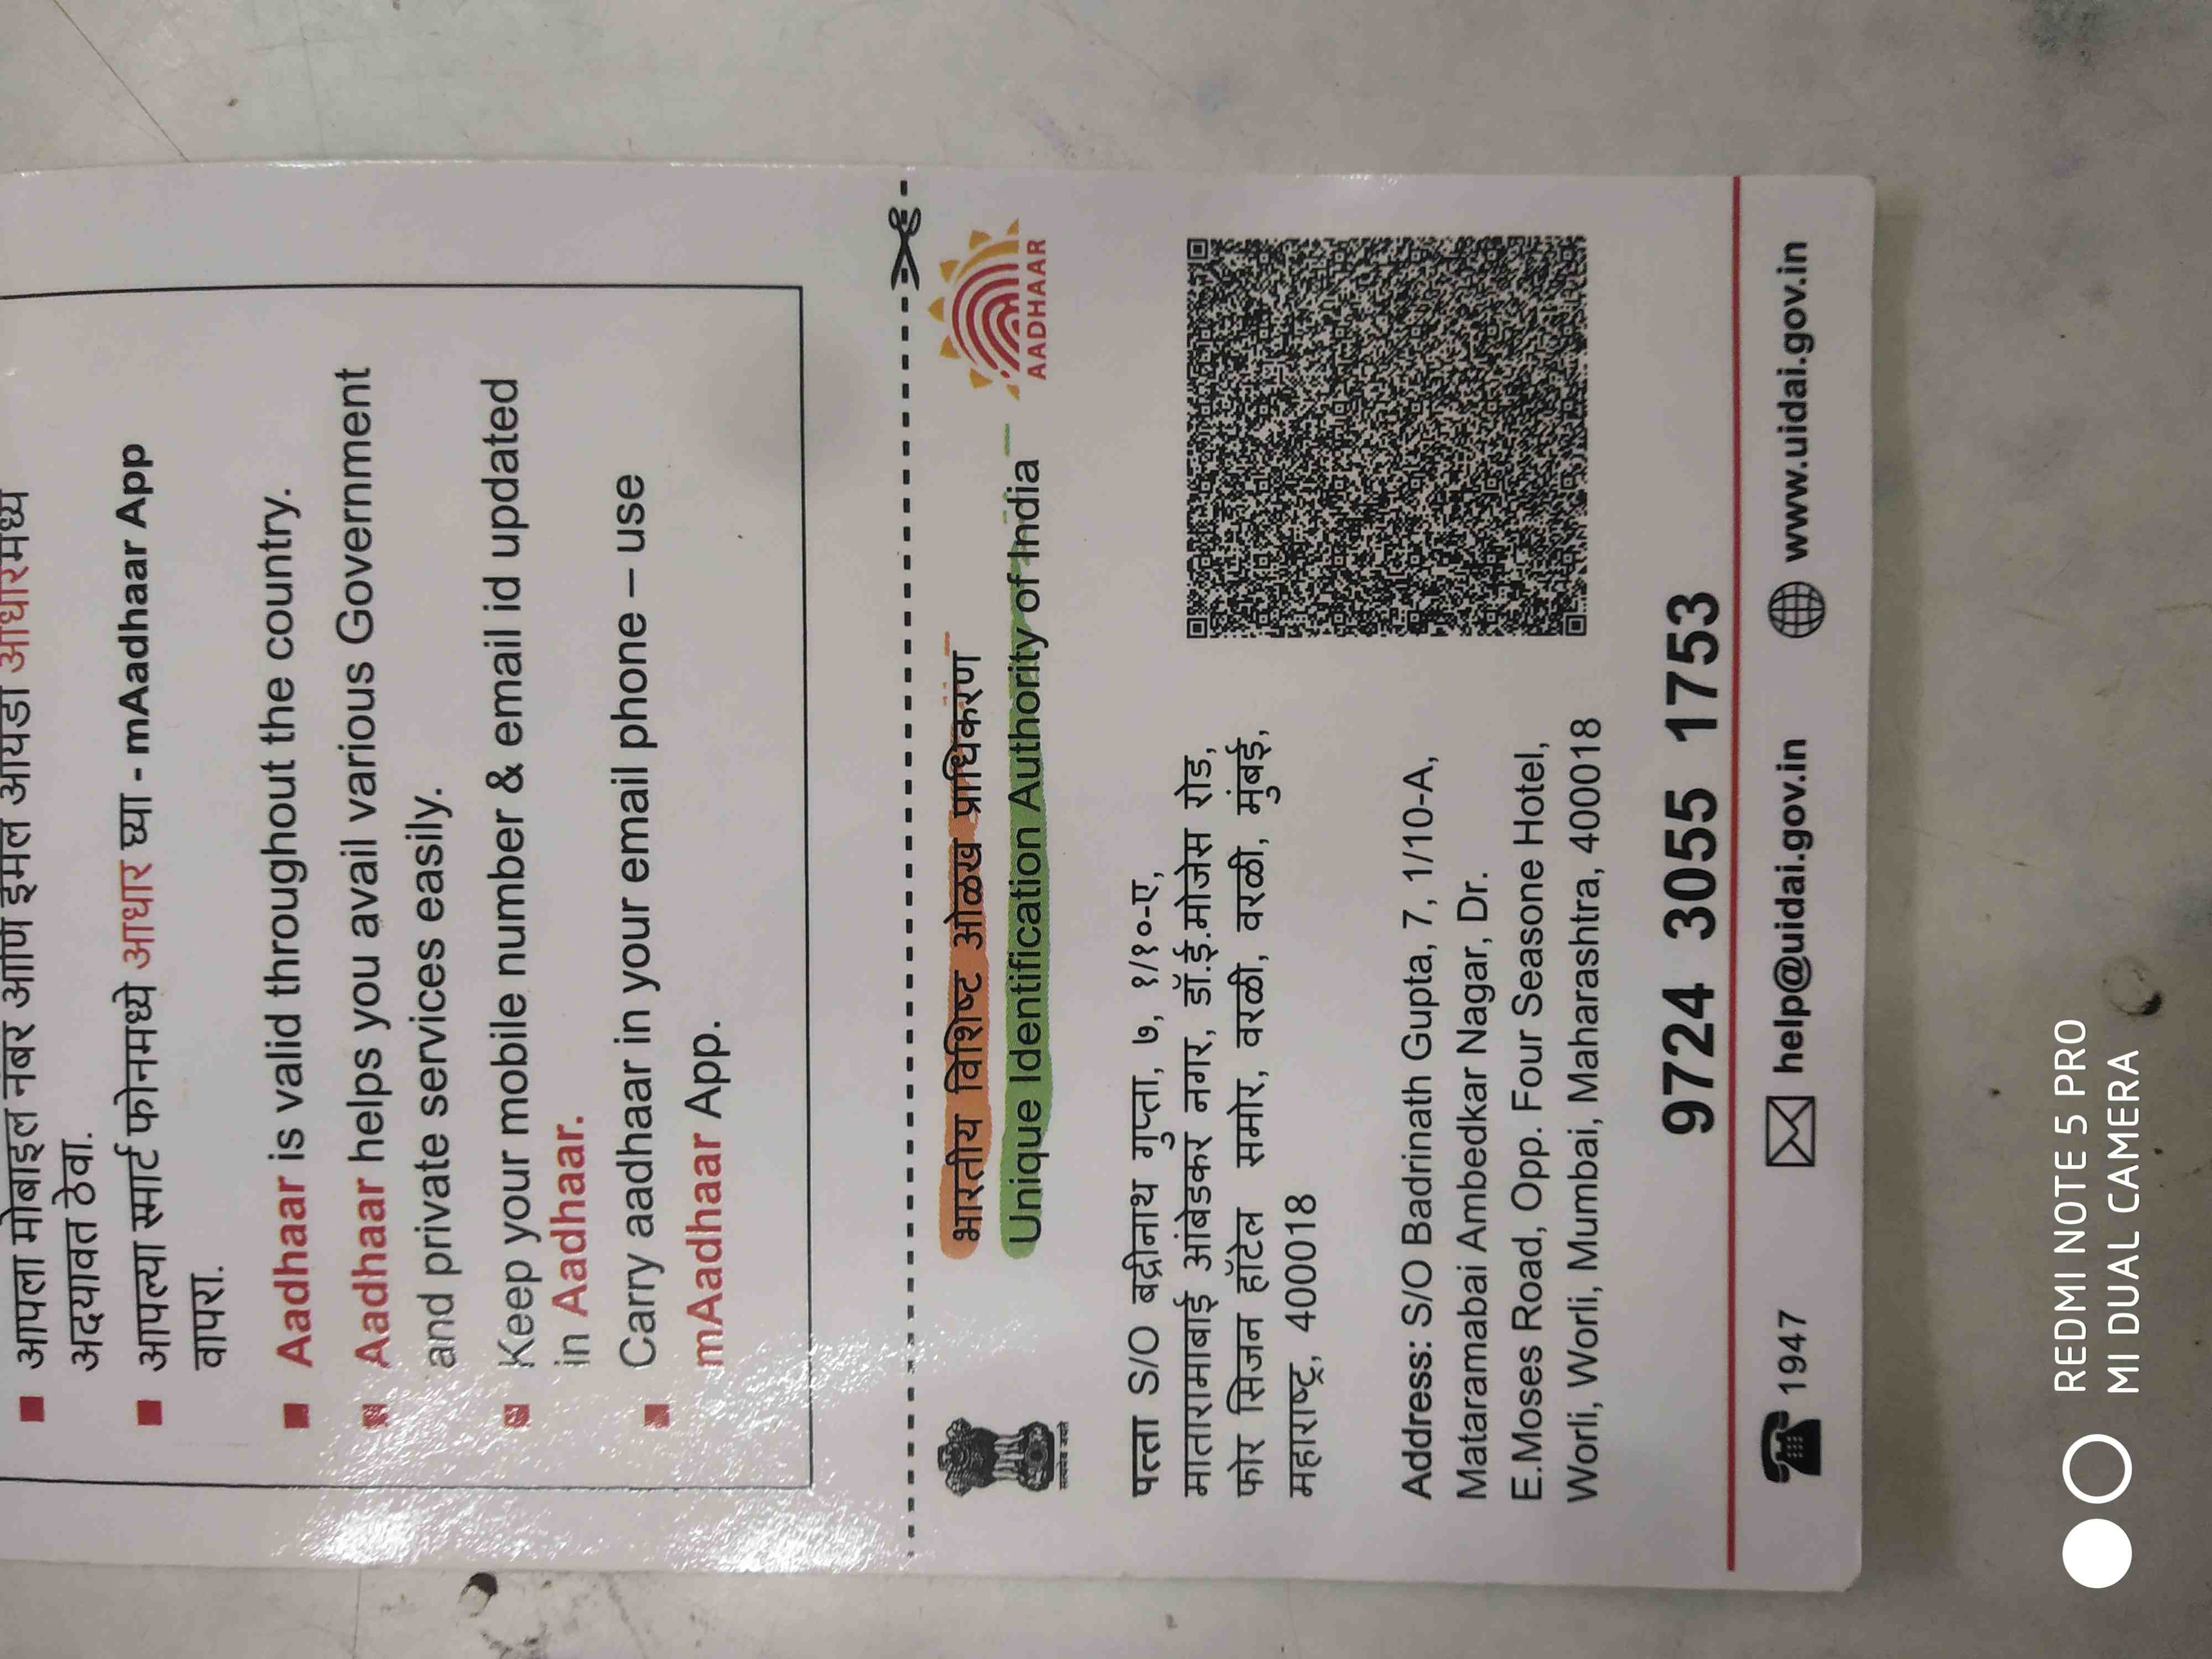 आपला मोबाइल नंबर आणि ईमेल आयडी आधारमध्ये
अदयावत ठेवा.
आपल्या स्मार्ट फोनमध्ये आधार घ्या - mAadhaar App
वापरा.
Aadhaar is valid throughout the country.
Aadhaar helps you avail various Government
and private services easily.
Keep your mobile number & email id updated
in Aadhaar.
Carry aadhaar in your email phone – use
mAadhaar App.
भारतीय विशिष्ट ओळख प्राधिकरण
Unique Identification Authority of India
AADHAAR
सत्यमेव जयते
पत्ता S/O बद्रीनाथ गुप्ता, ७, १/१०-ए,
मातारामाबाई आंबेडकर नगर, डॉ.ई.मोजेस रोड,
फोर सिजन हॉटेल समोर, वरळी, वरळी, मुंबई,
महाराष्ट्र, 400018
Address: S/O Badrinath Gupta, 7, 1/10-A,
Mataramabai Ambedkar Nagar, Dr.
E.Moses Road, Opp. Four Seasone Hotel,
Worli, Worli, Mumbai, Maharashtra, 400018
9724 3055 1753
1947
help@uidai.gov.in
www.uidai.gov.in
REDMI NOTE 5 PRO
MI DUAL CAMERA